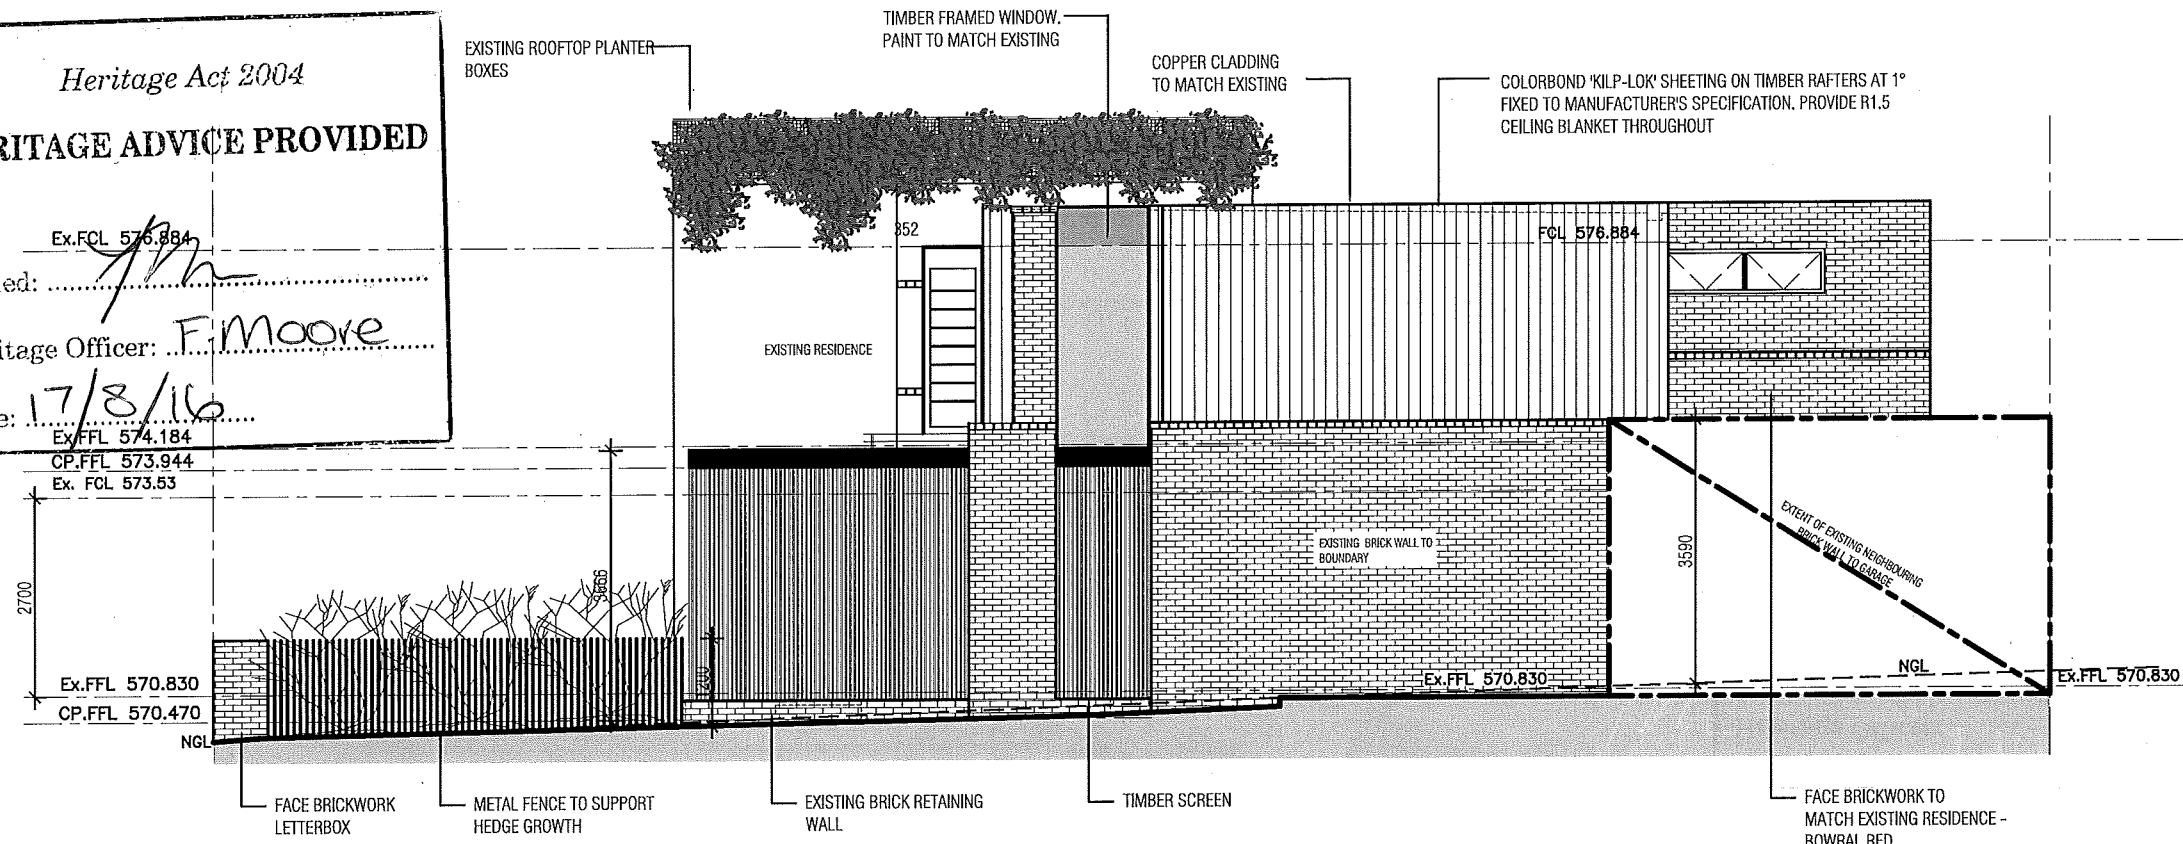 Heritage Act 2004
RITAGE ADVICE PROVIDED
Ex.FCL 576.884
ed:
itage Officer: F. Moore
e: 17/8/16
Ex.FFL 574.184
CP.FFL 573.944
Ex. FCL 573.53
EXISTING ROOFTOP PLANTER
BOXES
TIMBER FRAMED WINDOW.
PAINT TO MATCH EXISTING
COPPER CLADDING
TO MATCH EXISTING
COLORBOND 'KILP-LOK' SHEETING ON TIMBER RAFTERS AT 1°
FIXED TO MANUFACTURER'S SPECIFICATION. PROVIDE R1.5
CEILING BLANKET THROUGHOUT
352
FCL 576.884
EXISTING RESIDENCE
EXISTING BRICK WALL TO
BOUNDARY
EXTENT OF EXISTING NEIGHBOURING
BRICK WALL TO GARAGE
3590
2700
3666
1200
Ex.FFL 570.830
CP.FFL 570.470
NGL
Ex.FFL 570.830
NGL
Ex.FFL 570.830
FACE BRICKWORK
LETTERBOX
METAL FENCE TO SUPPORT
HEDGE GROWTH
EXISTING BRICK RETAINING
WALL
TIMBER SCREEN
FACE BRICKWORK TO
MATCH EXISTING RESIDENCE -
BOWRAL RED